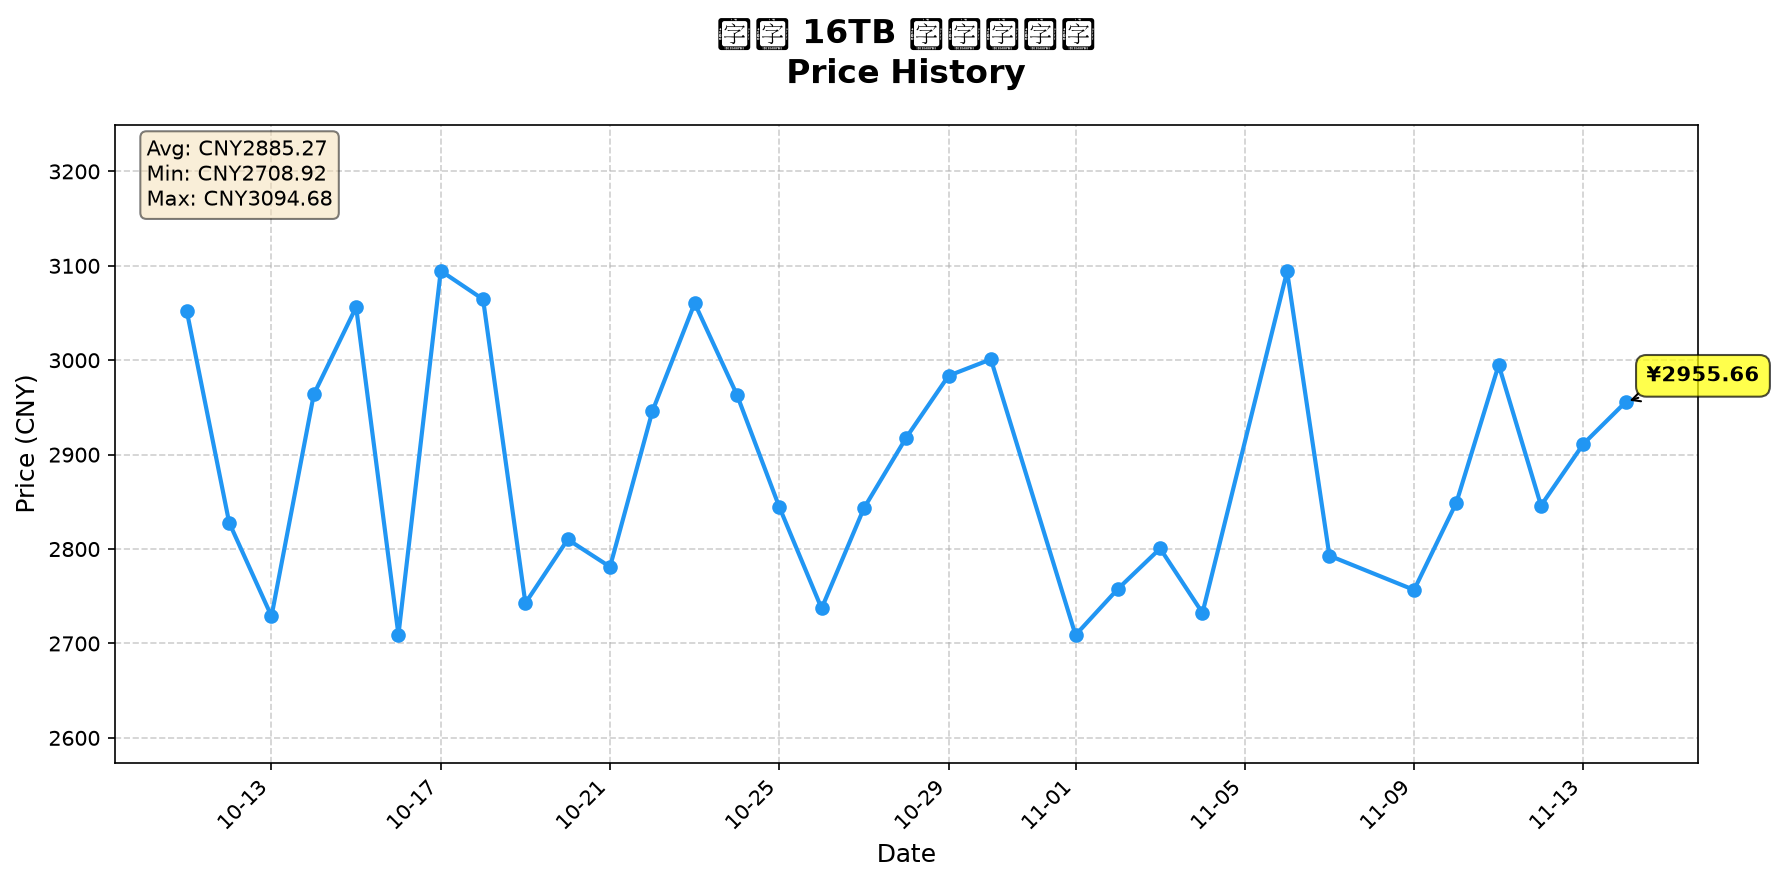 16TB
Price History
Avg: CNY2885.27
Min: CNY2708.92
Max: CNY3094.68
Price (CNY)
3200
3100
3000
2900
2800
2700
2600
¥2955.66
10-13
10-17
10-21
10-25
10-29
11-01
11-05
11-09
11-13
Date